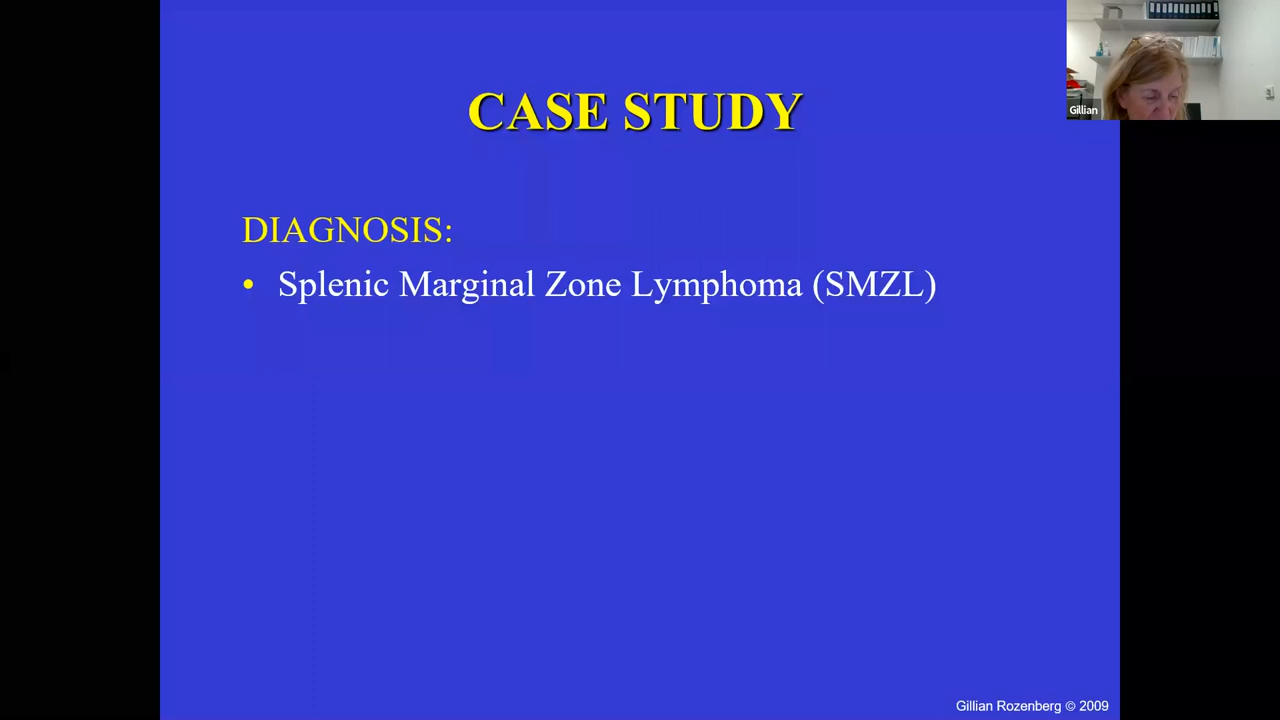 CASE STUDY
Gillian
DIAGNOSIS:
• Splenic Marginal Zone Lymphoma (SMZL)
Gillian Rozenberg © 2009